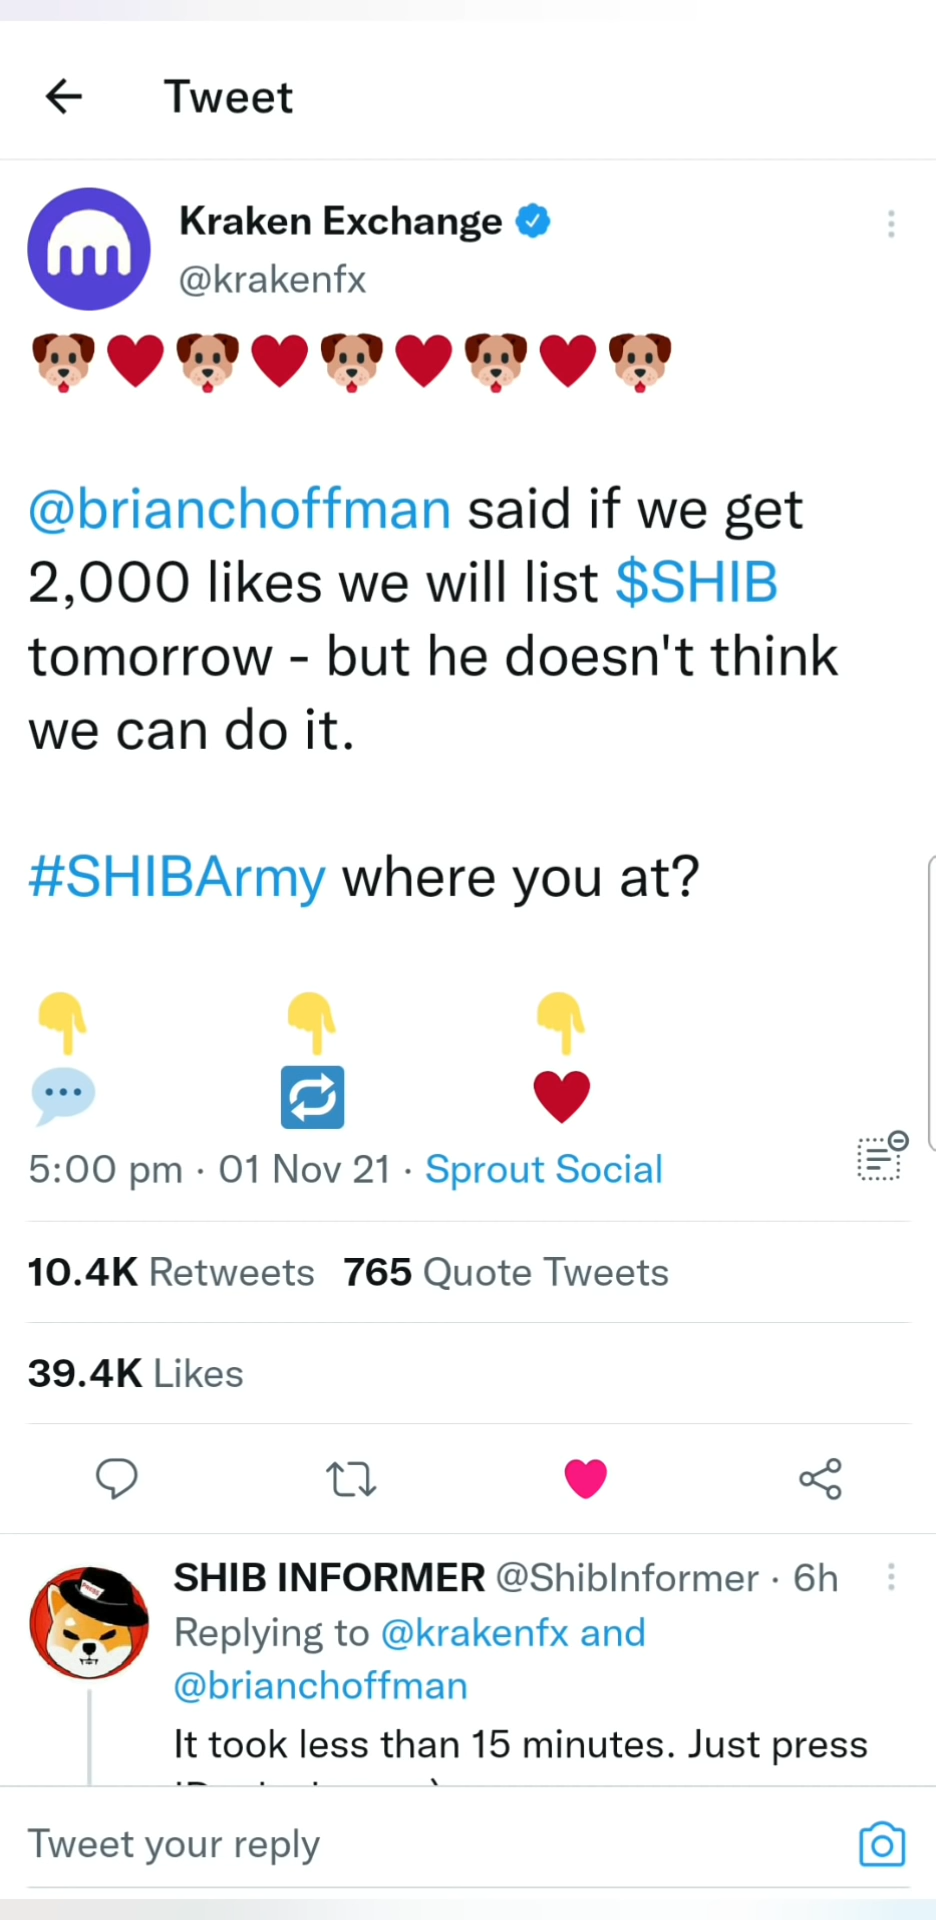 Tweet
Kraken Exchange
@krakenfx
🐶❤️🐶❤️🐶❤️🐶❤️🐶
@brianchoffman said if we get
2,000 likes we will list $SHIB
tomorrow - but he doesn't think
we can do it.
#SHIBArmy where you at?
👇 👇 👇
💬 🔁 ❤️
5:00 pm · 01 Nov 21 · Sprout Social
10.4K Retweets 765 Quote Tweets
39.4K Likes
SHIB INFORMER @ShibInformer · 6h
Replying to @krakenfx and
@brianchoffman
It took less than 15 minutes. Just press
Tweet your reply